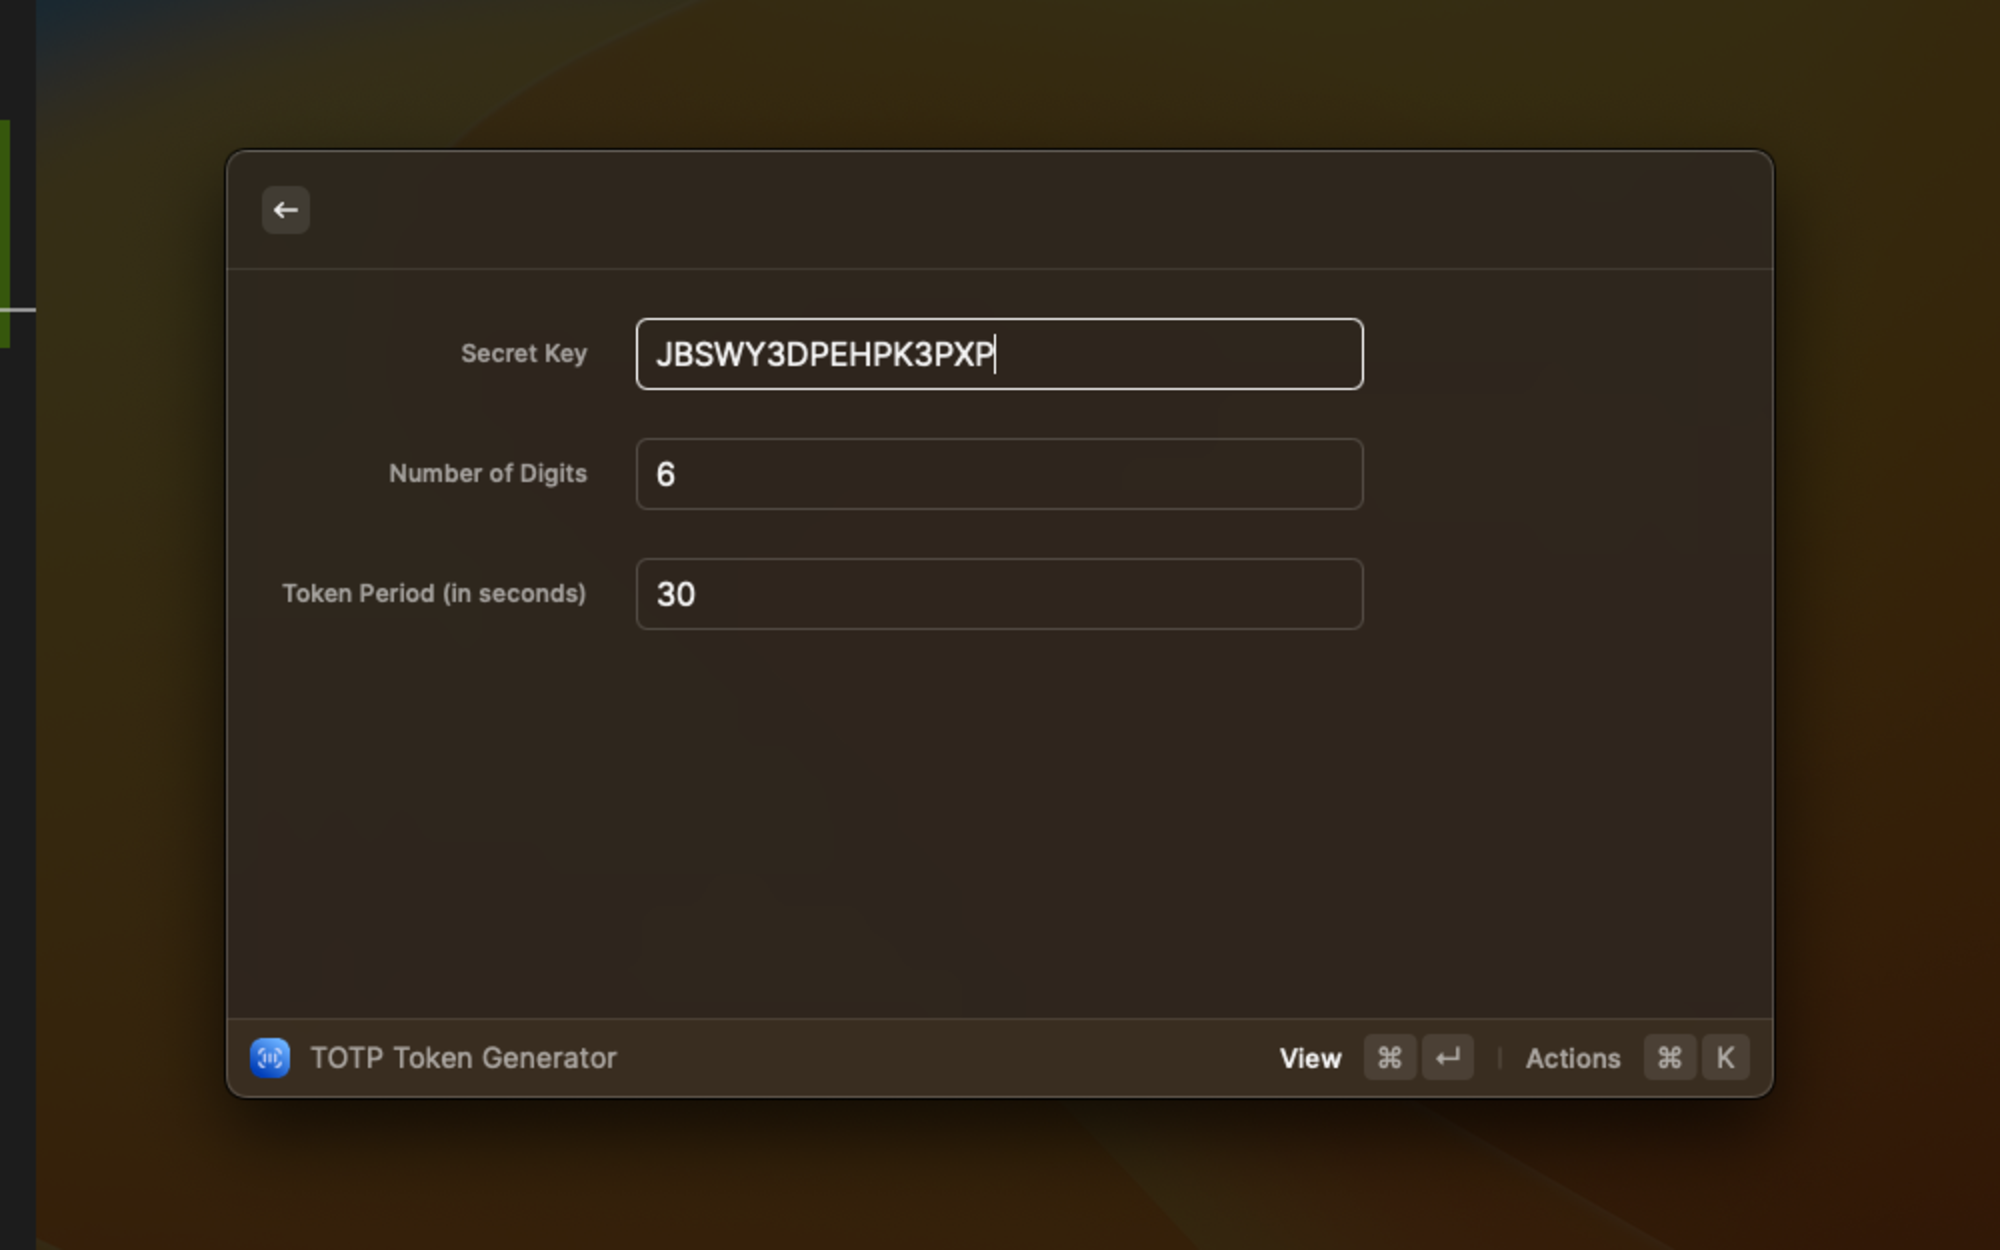 Secret Key JBSWY3DPEHPK3PXP
Number of Digits 6
Token Period (in seconds) 30
TOTP Token Generator View ⌘ ↵ Actions ⌘ K